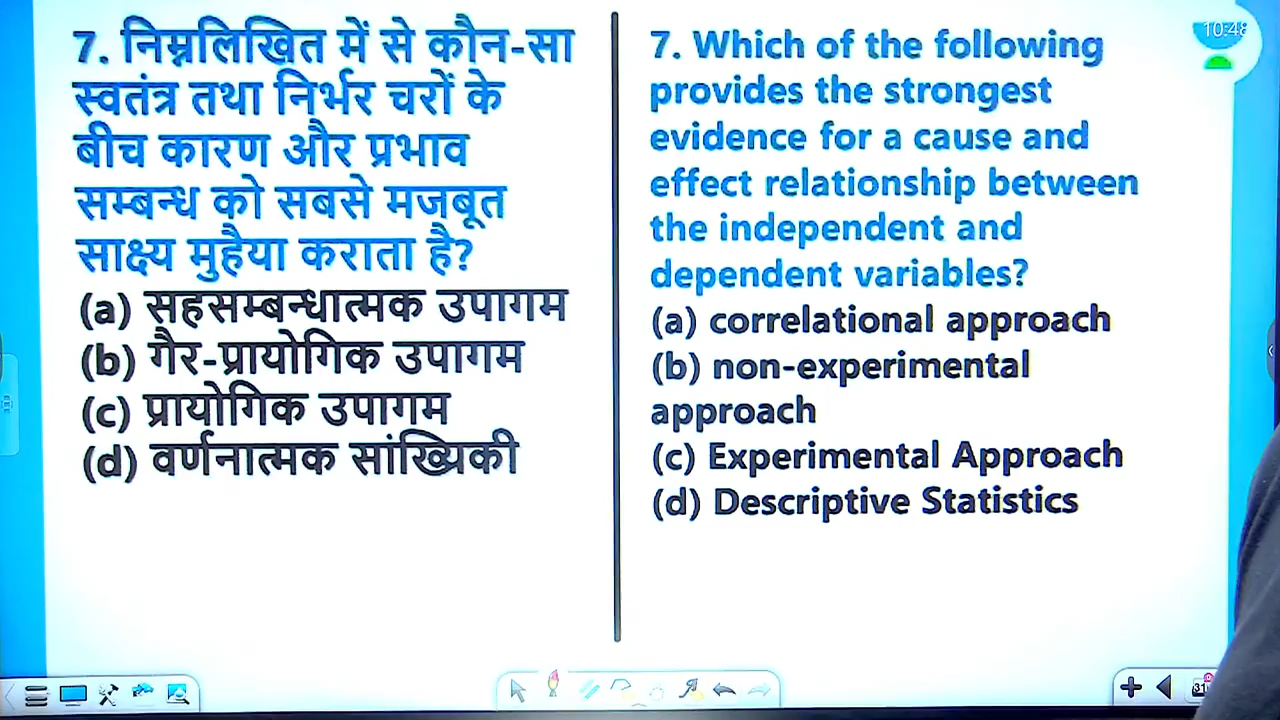 7. निम्नलिखित में से कौन-सा
स्वतंत्र तथा निर्भर चरों के
बीच कारण और प्रभाव
सम्बन्ध को सबसे मजबूत
साक्ष्य मुहैया कराता है?
(a) सहसम्बन्धात्मक उपागम
(b) गैर-प्रायोगिक उपागम
(c) प्रायोगिक उपागम
(d) वर्णनात्मक सांख्यिकी
7. Which of the following
provides the strongest
evidence for a cause and
effect relationship between
the independent and
dependent variables?
(a) correlational approach
(b) non-experimental
approach
(c) Experimental Approach
(d) Descriptive Statistics
10:48